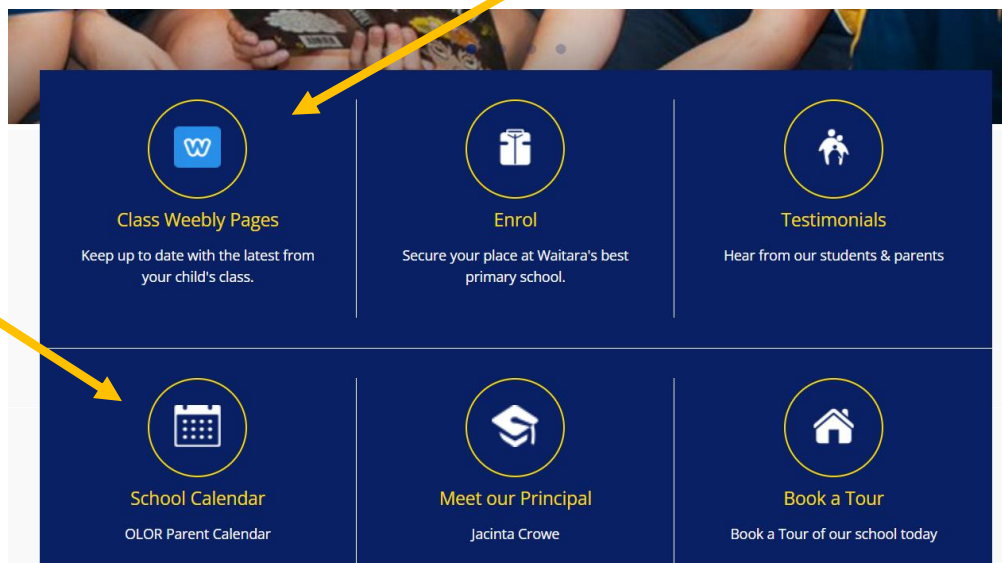 Class Weebly Pages
Keep up to date with the latest from
your child's class.
Enrol
Secure your place at Waitara's best
primary school.
Testimonials
Hear from our students & parents
School Calendar
OLOR Parent Calendar
Meet our Principal
Jacinta Crowe
Book a Tour
Book a Tour of our school today